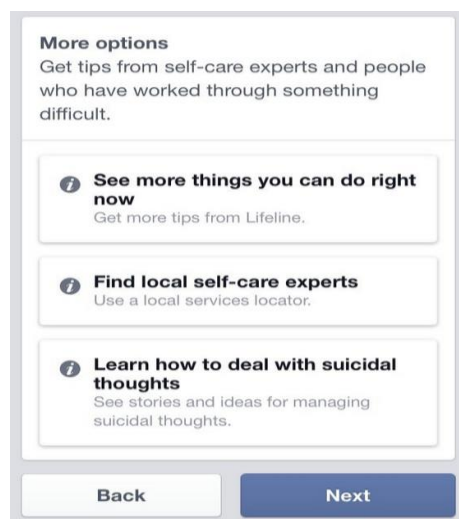 More options
Get tips from self-care experts and people
who have worked through something
difficult.
See more things you can do right
now
Get more tips from Lifeline.
Find local self-care experts
Use a local services locator.
Learn how to deal with suicidal
thoughts
See stories and ideas for managing
suicidal thoughts.
Back
Next